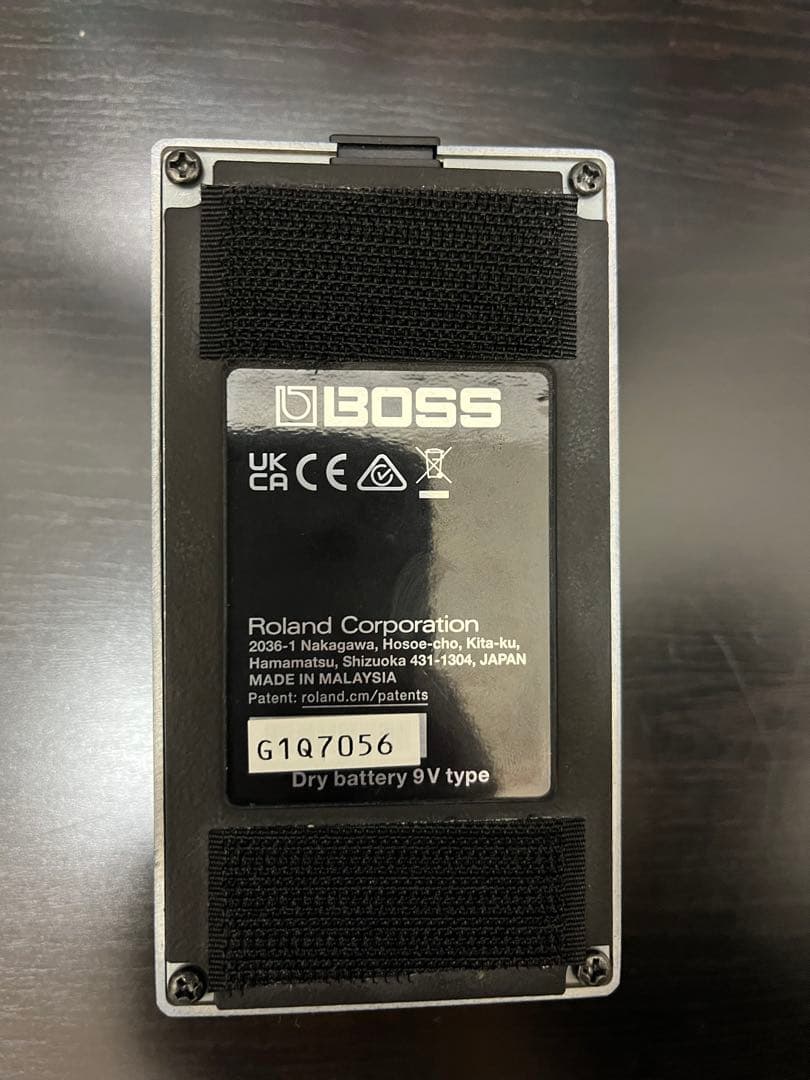 BOSS
UK
CA CE
Roland Corporation
2036-1 Nakagawa, Hosoe-cho, Kita-ku,
Hamamatsu, Shizuoka 431-1304, JAPAN
MADE IN MALAYSIA
Patent: roland.cm/patents
G1Q7056
Dry battery 9V type